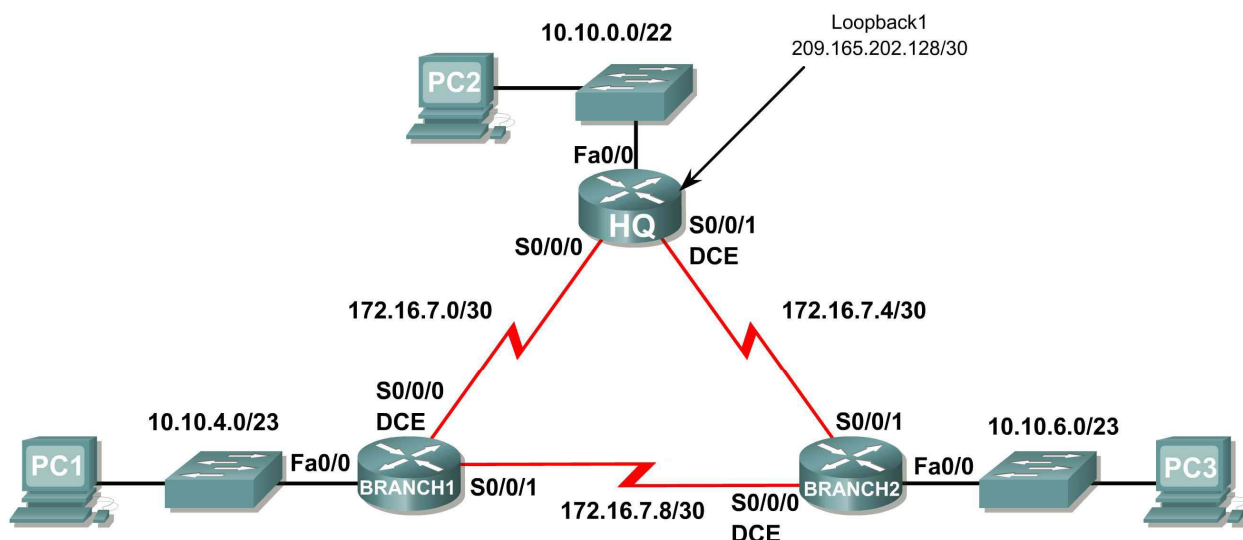 Loopback1
209.165.202.128/30
10.10.0.0/22
PC2
Fa0/0
HQ
S0/0/0
S0/0/1
DCE
172.16.7.0/30
172.16.7.4/30
S0/0/0
DCE
S0/0/1
10.10.4.0/23
10.10.6.0/23
PC1
Fa0/0
BRANCH1
S0/0/1
172.16.7.8/30
S0/0/0
DCE
BRANCH2
Fa0/0
PC3